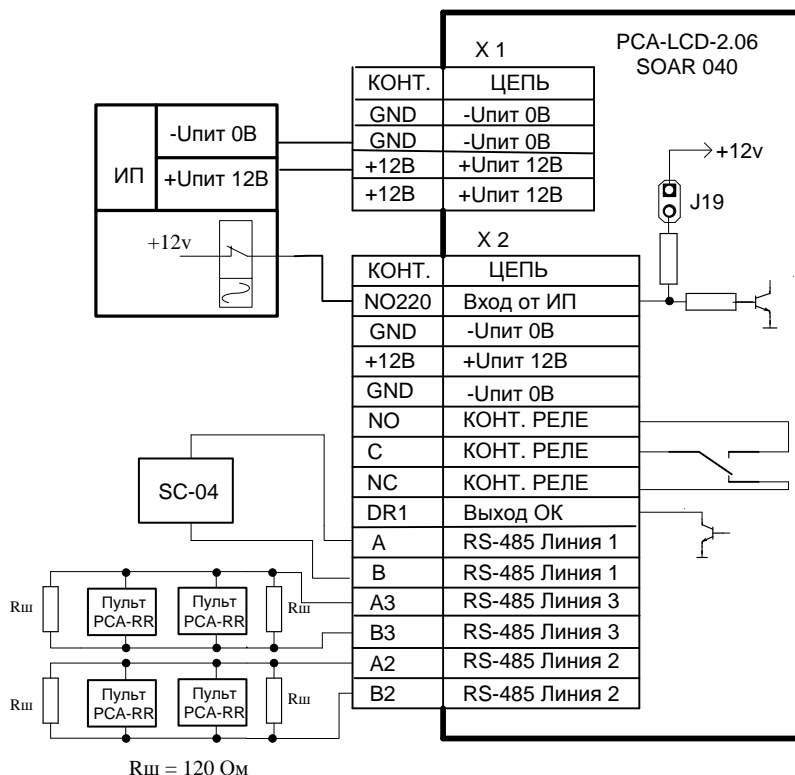 PCA-LCD-2.06
SOAR 040
X 1
КОНТ. ЦЕПЬ
GND -Uпит 0В
GND -Uпит 0В
+12В +Uпит 12В
+12В +Uпит 12В
ИП
-Uпит 0В
+Uпит 12В
+12v
+12v
J19
X 2
КОНТ. ЦЕПЬ
NO220 Вход от ИП
GND -Uпит 0В
+12В +Uпит 12В
GND -Uпит 0В
NO КОНТ. РЕЛЕ
C КОНТ. РЕЛЕ
NC КОНТ. РЕЛЕ
DR1 Выход ОК
A RS-485 Линия 1
B RS-485 Линия 1
A3 RS-485 Линия 3
B3 RS-485 Линия 3
A2 RS-485 Линия 2
B2 RS-485 Линия 2
SC-04
Rш
Пульт
PCA-RR
Пульт
PCA-RR
Rш
Rш
Пульт
PCA-RR
Пульт
PCA-RR
Rш
Rш = 120 Ом